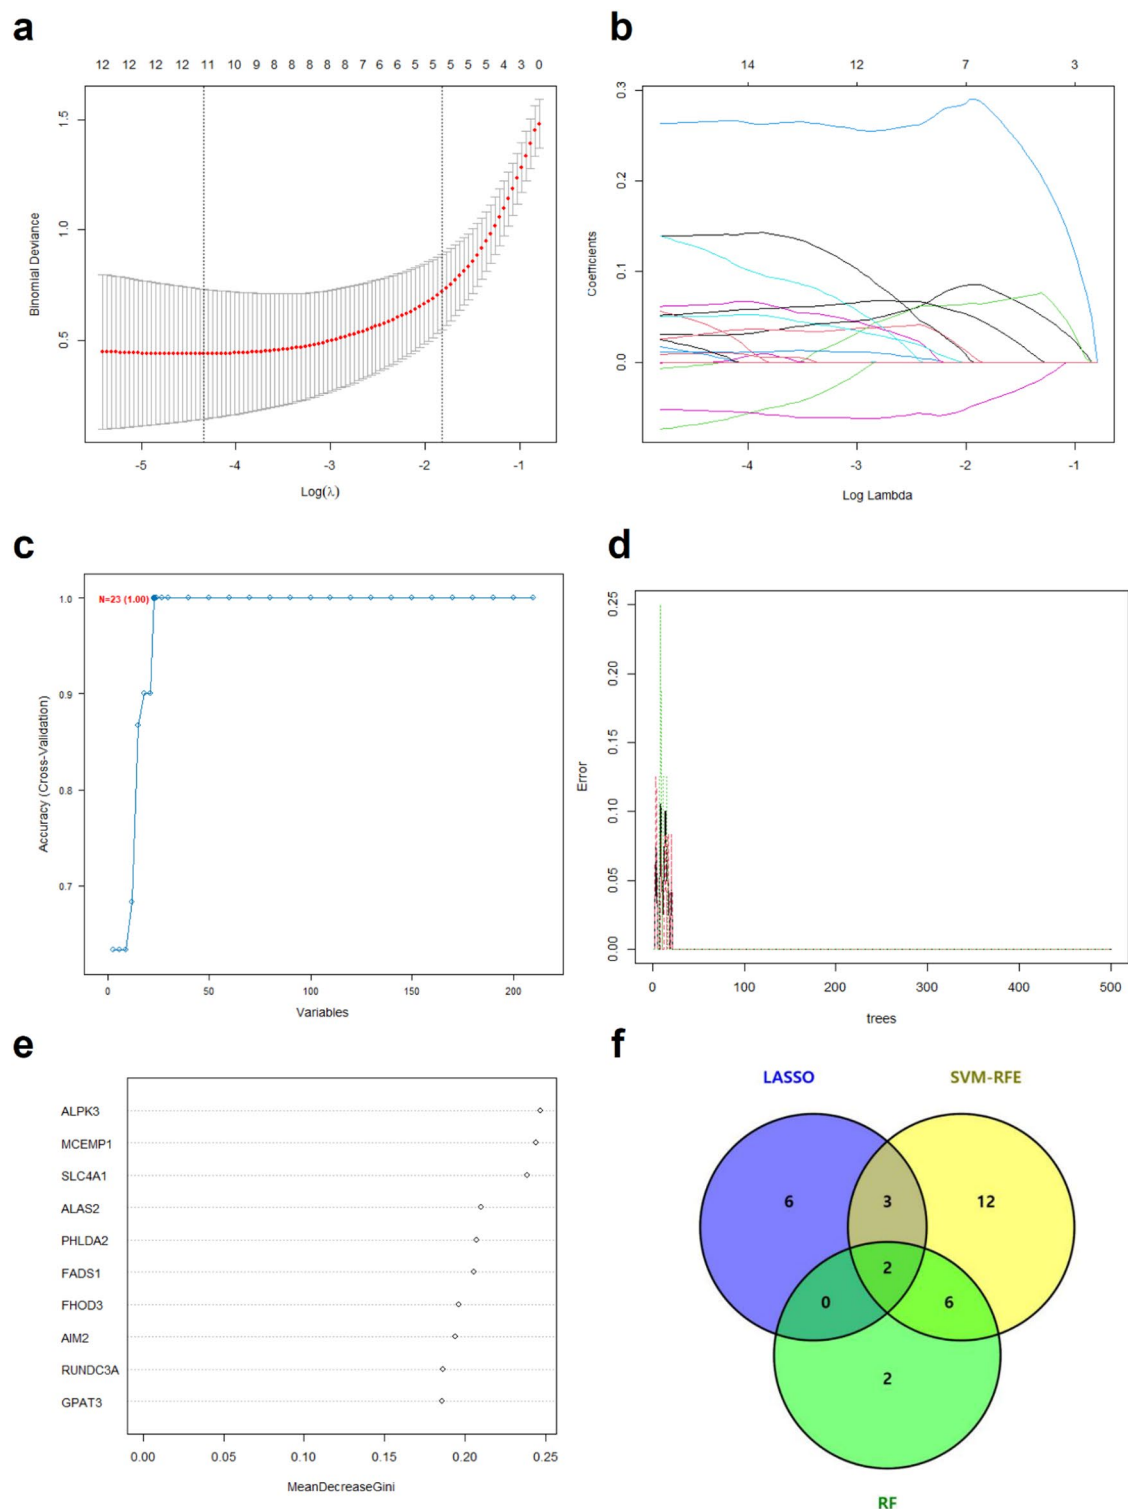 a
12 12 12 12 11 10 9 8 8 8 8 7 6 6 5 5 5 5 5 4 3 0
Binomial Deviance
1.5
1.0
0.5
-5 -4 -3 -2 -1
Log(λ)
b
14 12 7 3
Coefficients
0.3
0.2
0.1
0.0
-4 -3 -2 -1
Log Lambda
c
Accuracy (Cross-Validation)
1.0
N=23 (1.00)
0.9
0.8
0.7
0 50 100 150 200
Variables
d
Error
0.25
0.20
0.15
0.10
0.05
0.00
0 100 200 300 400 500
trees
e
ALPK3
MCEMP1
SLC4A1
ALAS2
PHLDA2
FADS1
FHOD3
AIM2
RUNDC3A
GPAT3
0.00 0.05 0.10 0.15 0.20 0.25
MeanDecreaseGini
f
LASSO SVM-RFE
6 3 12
2
0 6
2
RF